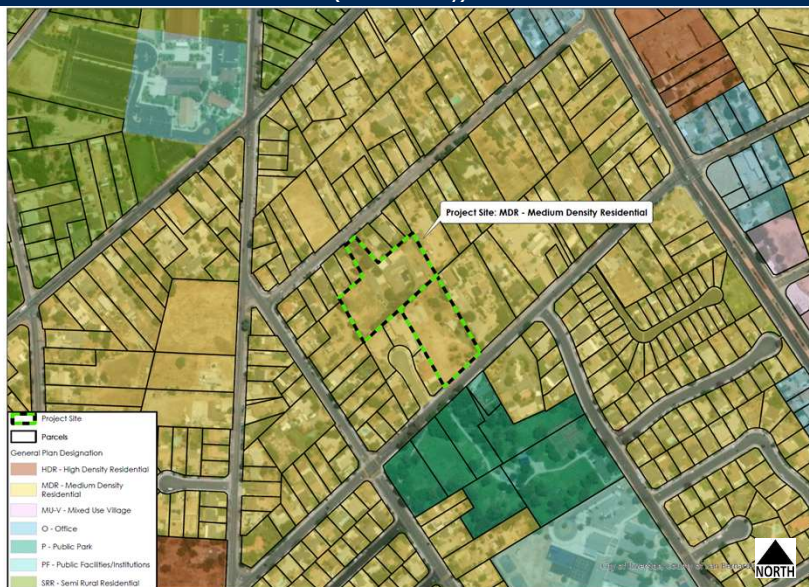 Project Site: MDR - Medium Density Residential
Project Site
Parcels
General Plan Designation
HDR - High Density Residential
MDR - Medium Density
Residential
MU-V - Mixed Use Village
O - Office
P - Public Park
PF - Public Facilities/Institutions
SRR - Semi Rural Residential
NORTH